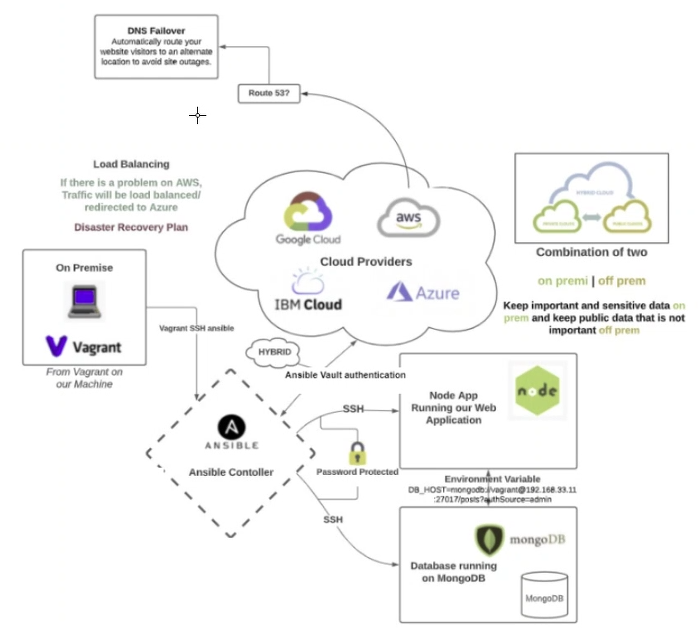 DNS Failover
Automatically route your
website visitors to an alternate
location to avoid site outages.
Route 53?
Load Balancing
If there is a problem on AWS,
Traffic will be load balanced/
redirected to Azure
Disaster Recovery Plan
On Premise
Vagrant
From Vagrant on
our Machine
Vagrant SSH ansible
Google Cloud
aws
Cloud Providers
IBM Cloud
Azure
HYBRID CLOUD
PRIVATE CLOUD
PUBLIC CLOUD
Combination of two
on premi | off prem
Keep important and sensitive data on
prem and keep public data that is not
important off prem
HYBRID
Ansible Vault authentication
ANSIBLE
Ansible Contoller
SSH
Password Protected
SSH
Node App
Running our Web
Application
node
Environment Variable
DB_HOST=mongodb://vagrant@192.168.33.11
:27017/posts?authSource=admin
mongoDB
Database running
on MongoDB
MongoDB